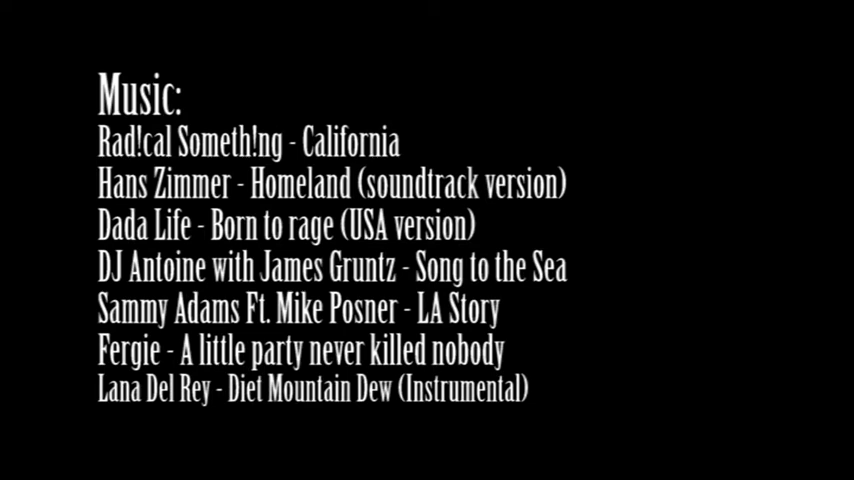 Music:
Rad!cal Someth!ng - California
Hans Zimmer - Homeland (soundtrack version)
Dada Life - Born to rage (USA version)
DJ Antoine with James Gruntz - Song to the Sea
Sammy Adams Ft. Mike Posner - LA Story
Fergie - A little party never killed nobody
Lana Del Rey - Diet Mountain Dew (Instrumental)